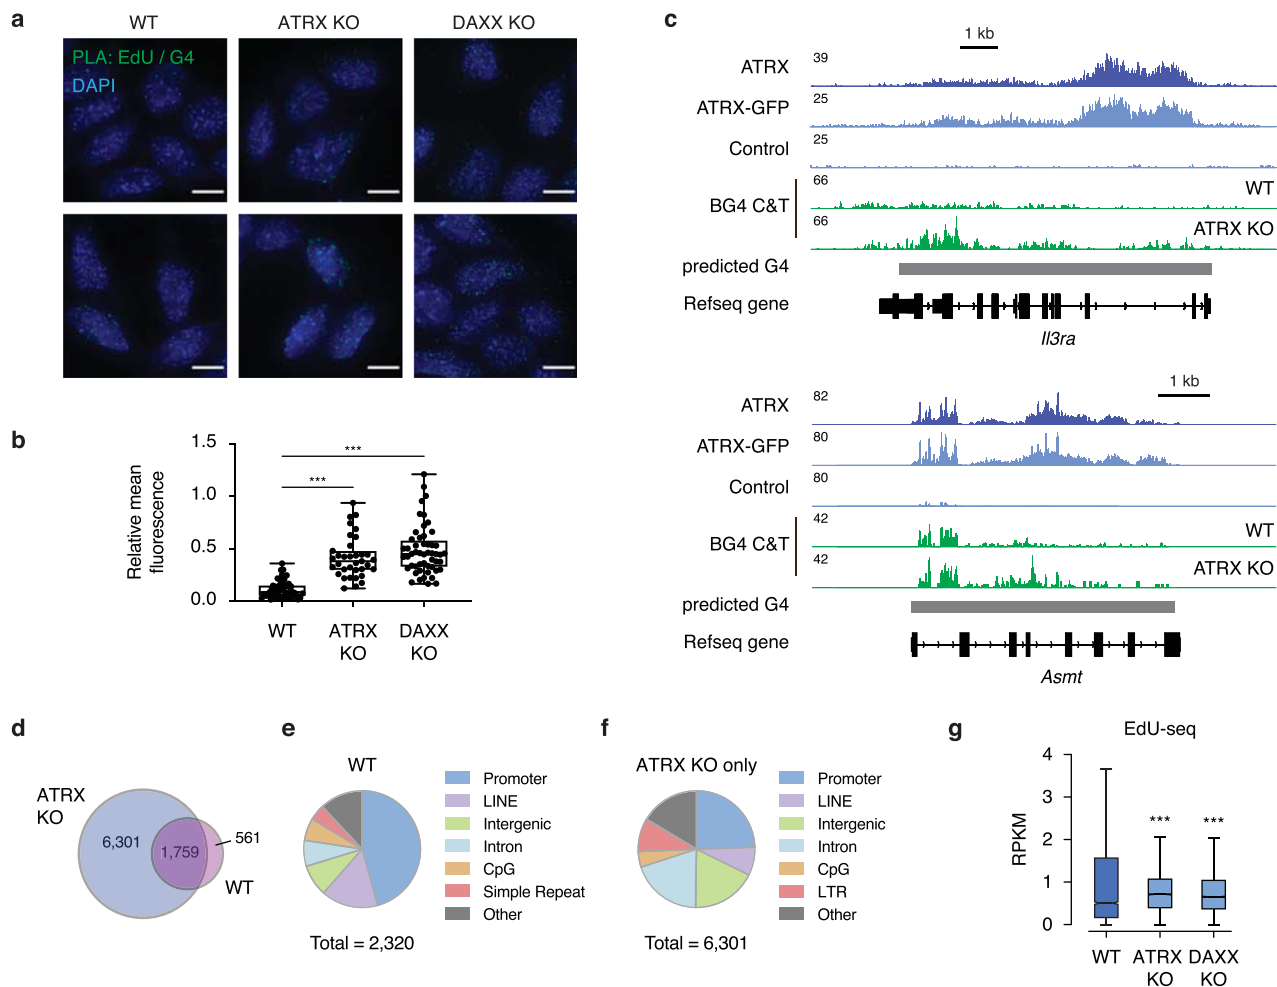 a
WT
ATRX KO
DAXX KO
PLA: EdU / G4
DAPI
b
1.5
1.0
0.5
0.0
Relative mean
fluorescence
***
***
WT
ATRX
KO
DAXX
KO
c
1 kb
ATRX
39
ATRX-GFP
25
Control
25
BG4 C&T
66
WT
66
ATRX KO
predicted G4
Refseq gene
Il3ra
1 kb
ATRX
82
ATRX-GFP
80
Control
80
BG4 C&T
42
WT
42
ATRX KO
predicted G4
Refseq gene
Asmt
d
ATRX
KO
6,301
1,759
561
WT
e
WT
Promoter
LINE
Intergenic
Intron
CpG
Simple Repeat
Other
Total = 2,320
f
ATRX KO only
Promoter
LINE
Intergenic
Intron
CpG
LTR
Other
Total = 6,301
g
EdU-seq
RPKM
4
3
2
1
0
***
***
WT
ATRX
KO
DAXX
KO